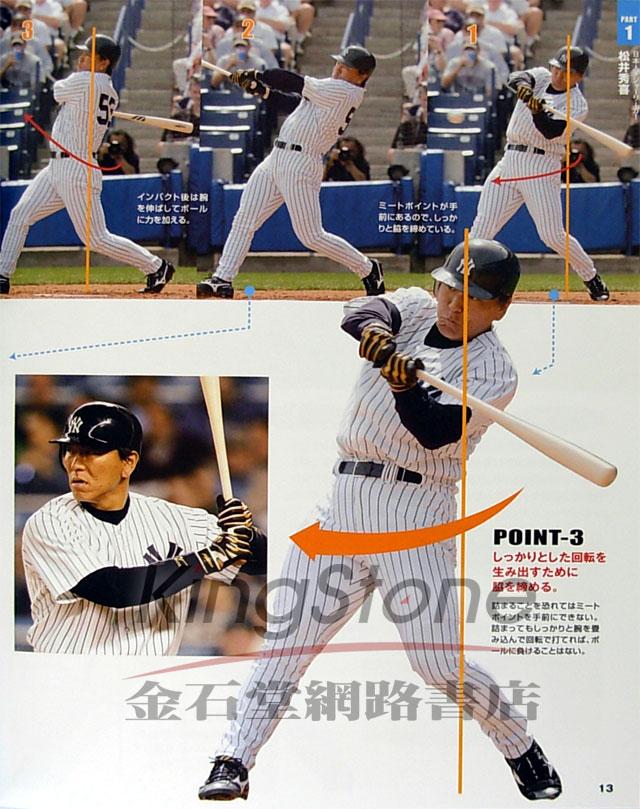 3
2
1
PART
1
松井秀喜
55
5
インパクト後は腕
を伸ばしてボール
に力を加える。
ミートポイントが手
前にあるので、しっか
りと脇を締めている。
NY
NY
POINT-3
しっかりとした回転を
生み出すために
脇を締める。
詰まることを恐れてはミート
ポイントを手前にできない。
詰まってもしっかりと腕を畳
み込んで回転で打てれば、ボ
ールに負けることはない。
KingStone
金石堂網路書店
13